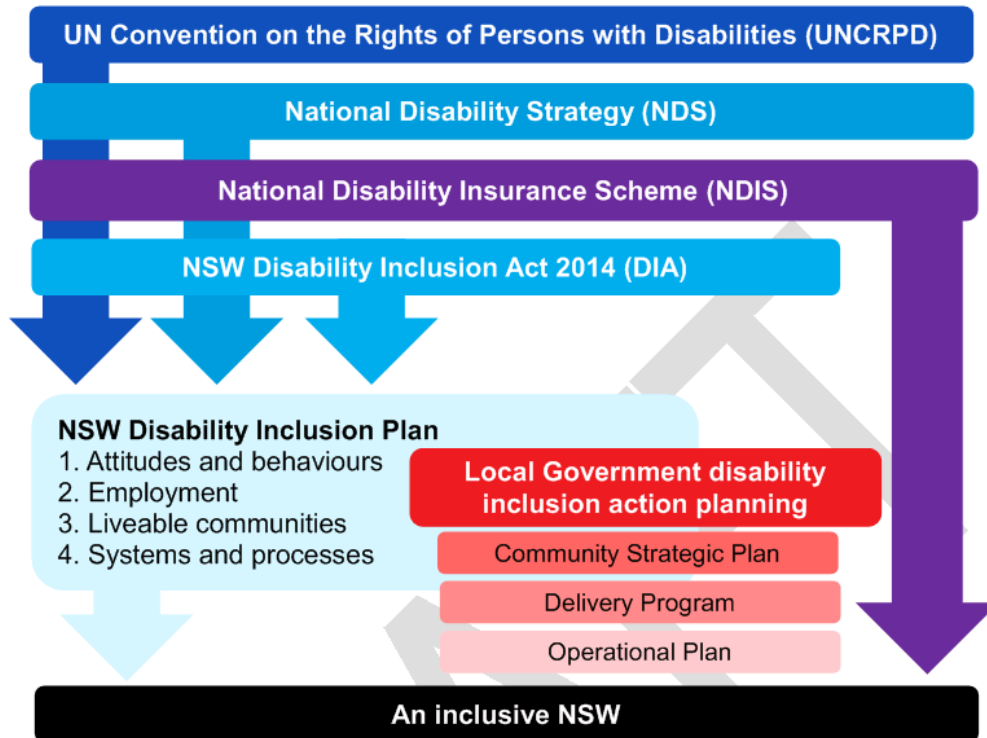 UN Convention on the Rights of Persons with Disabilities (UNCRPD)
National Disability Strategy (NDS)
National Disability Insurance Scheme (NDIS)
NSW Disability Inclusion Act 2014 (DIA)
NSW Disability Inclusion Plan
1. Attitudes and behaviours
2. Employment
3. Liveable communities
4. Systems and processes
Local Government disability
inclusion action planning
Community Strategic Plan
Delivery Program
Operational Plan
An inclusive NSW